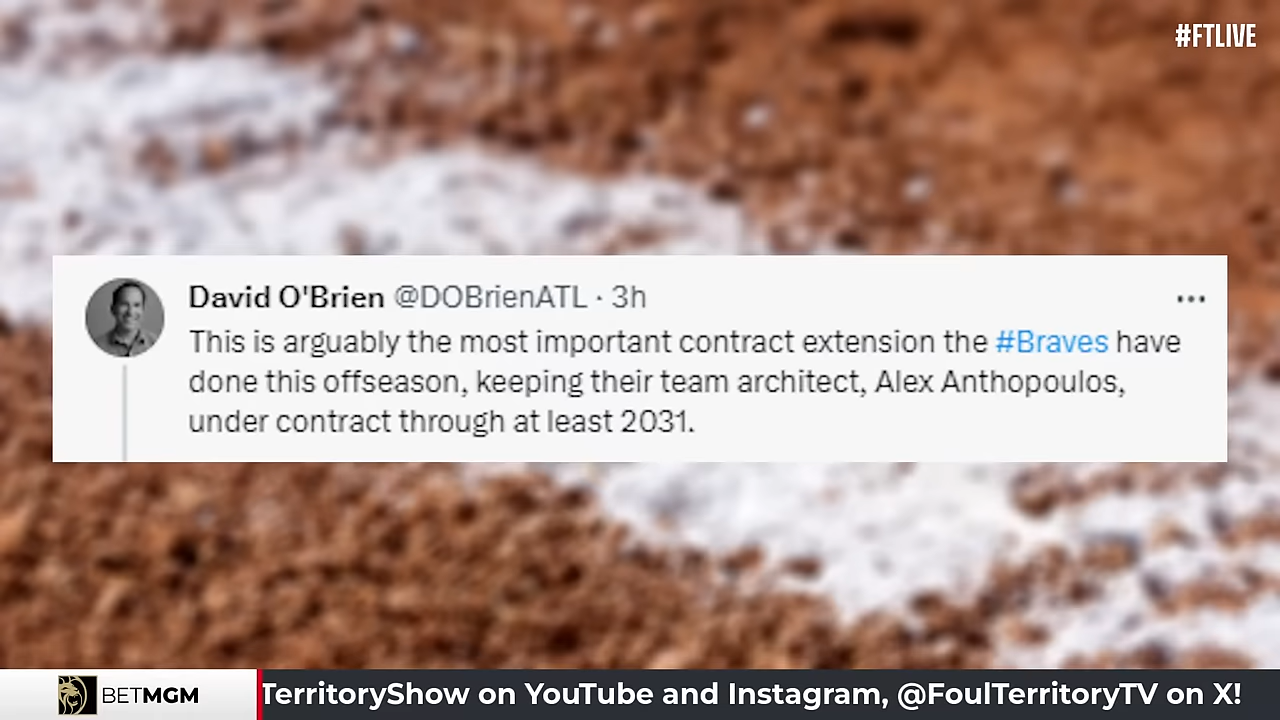 #FTLIVE
David O'Brien @DOBrienATL · 3h
This is arguably the most important contract extension the #Braves have
done this offseason, keeping their team architect, Alex Anthopoulos,
under contract through at least 2031.
BETMGM
TerritoryShow on YouTube and Instagram, @FoulTerritoryTV on X!